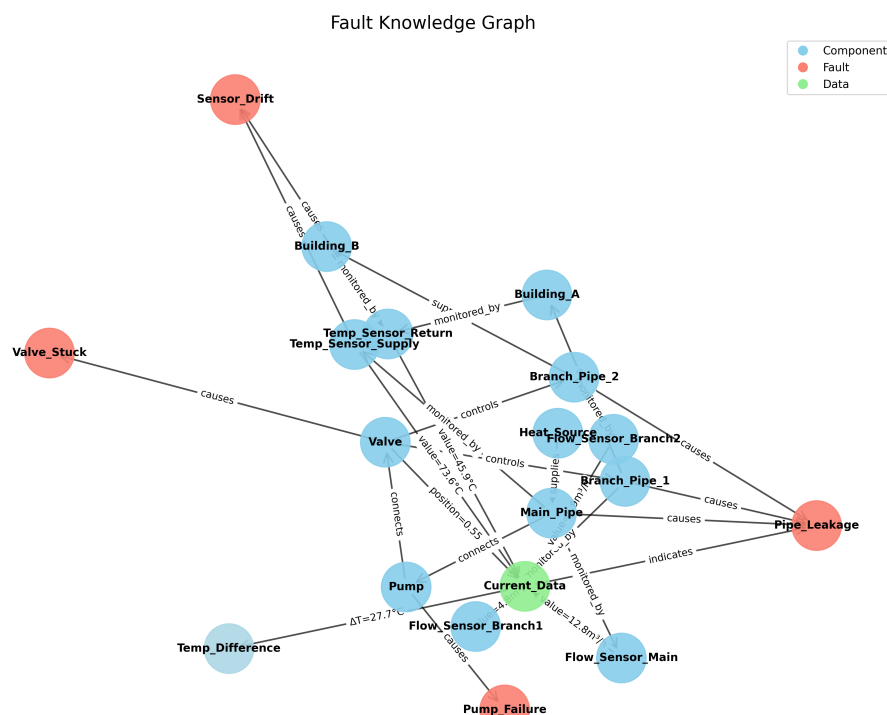 Fault Knowledge Graph
Component
Fault
Data
Sensor_Drift
causes
Building_B
monitored_by
Building_A
monitored_by
Temp_Sensor_Return
Temp_Sensor_Supply
Valve_Stuck
Branch_Pipe_2
causes
controls
monitored_by
Heat_Source
Flow_Sensor_Branch2
causes
Valve
value=45.9°C
value=73.6°C
controls
supplies
Branch_Pipe_1
position=0.55
causes
connects
Main_Pipe
causes
Pipe_Leakage
connects
indicates
monitored_by
Pump
Current_Data
ΔT=27.7°C
Flow_Sensor_Branch1
value=12.8m³/
causes
Temp_Difference
Flow_Sensor_Main
Pump_Failure